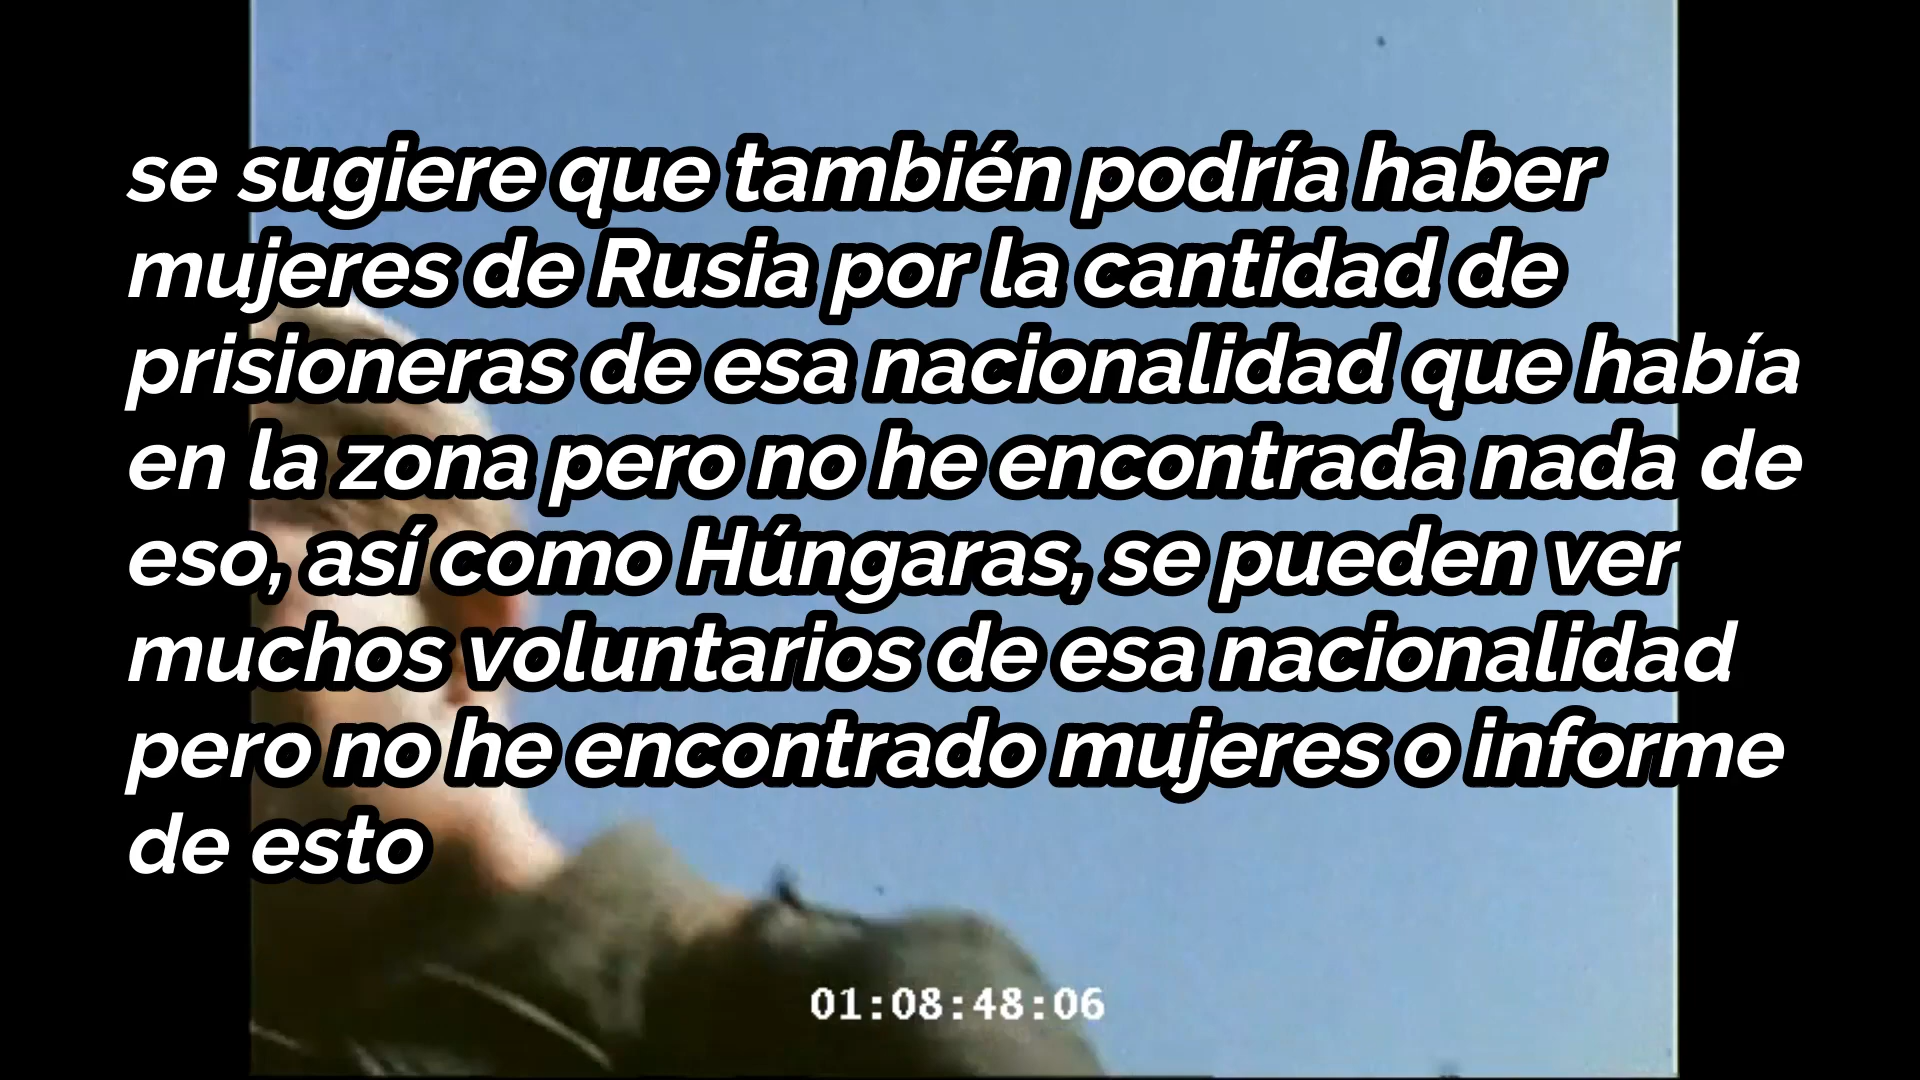 se sugiere que también podría haber
mujeres de Rusia por la cantidad de
prisioneras de esa nacionalidad que había
en la zona pero no he encontrada nada de
eso, así como Húngaras, se pueden ver
muchos voluntarios de esa nacionalidad
pero no he encontrado mujeres o informe
de esto
01:08:48:06